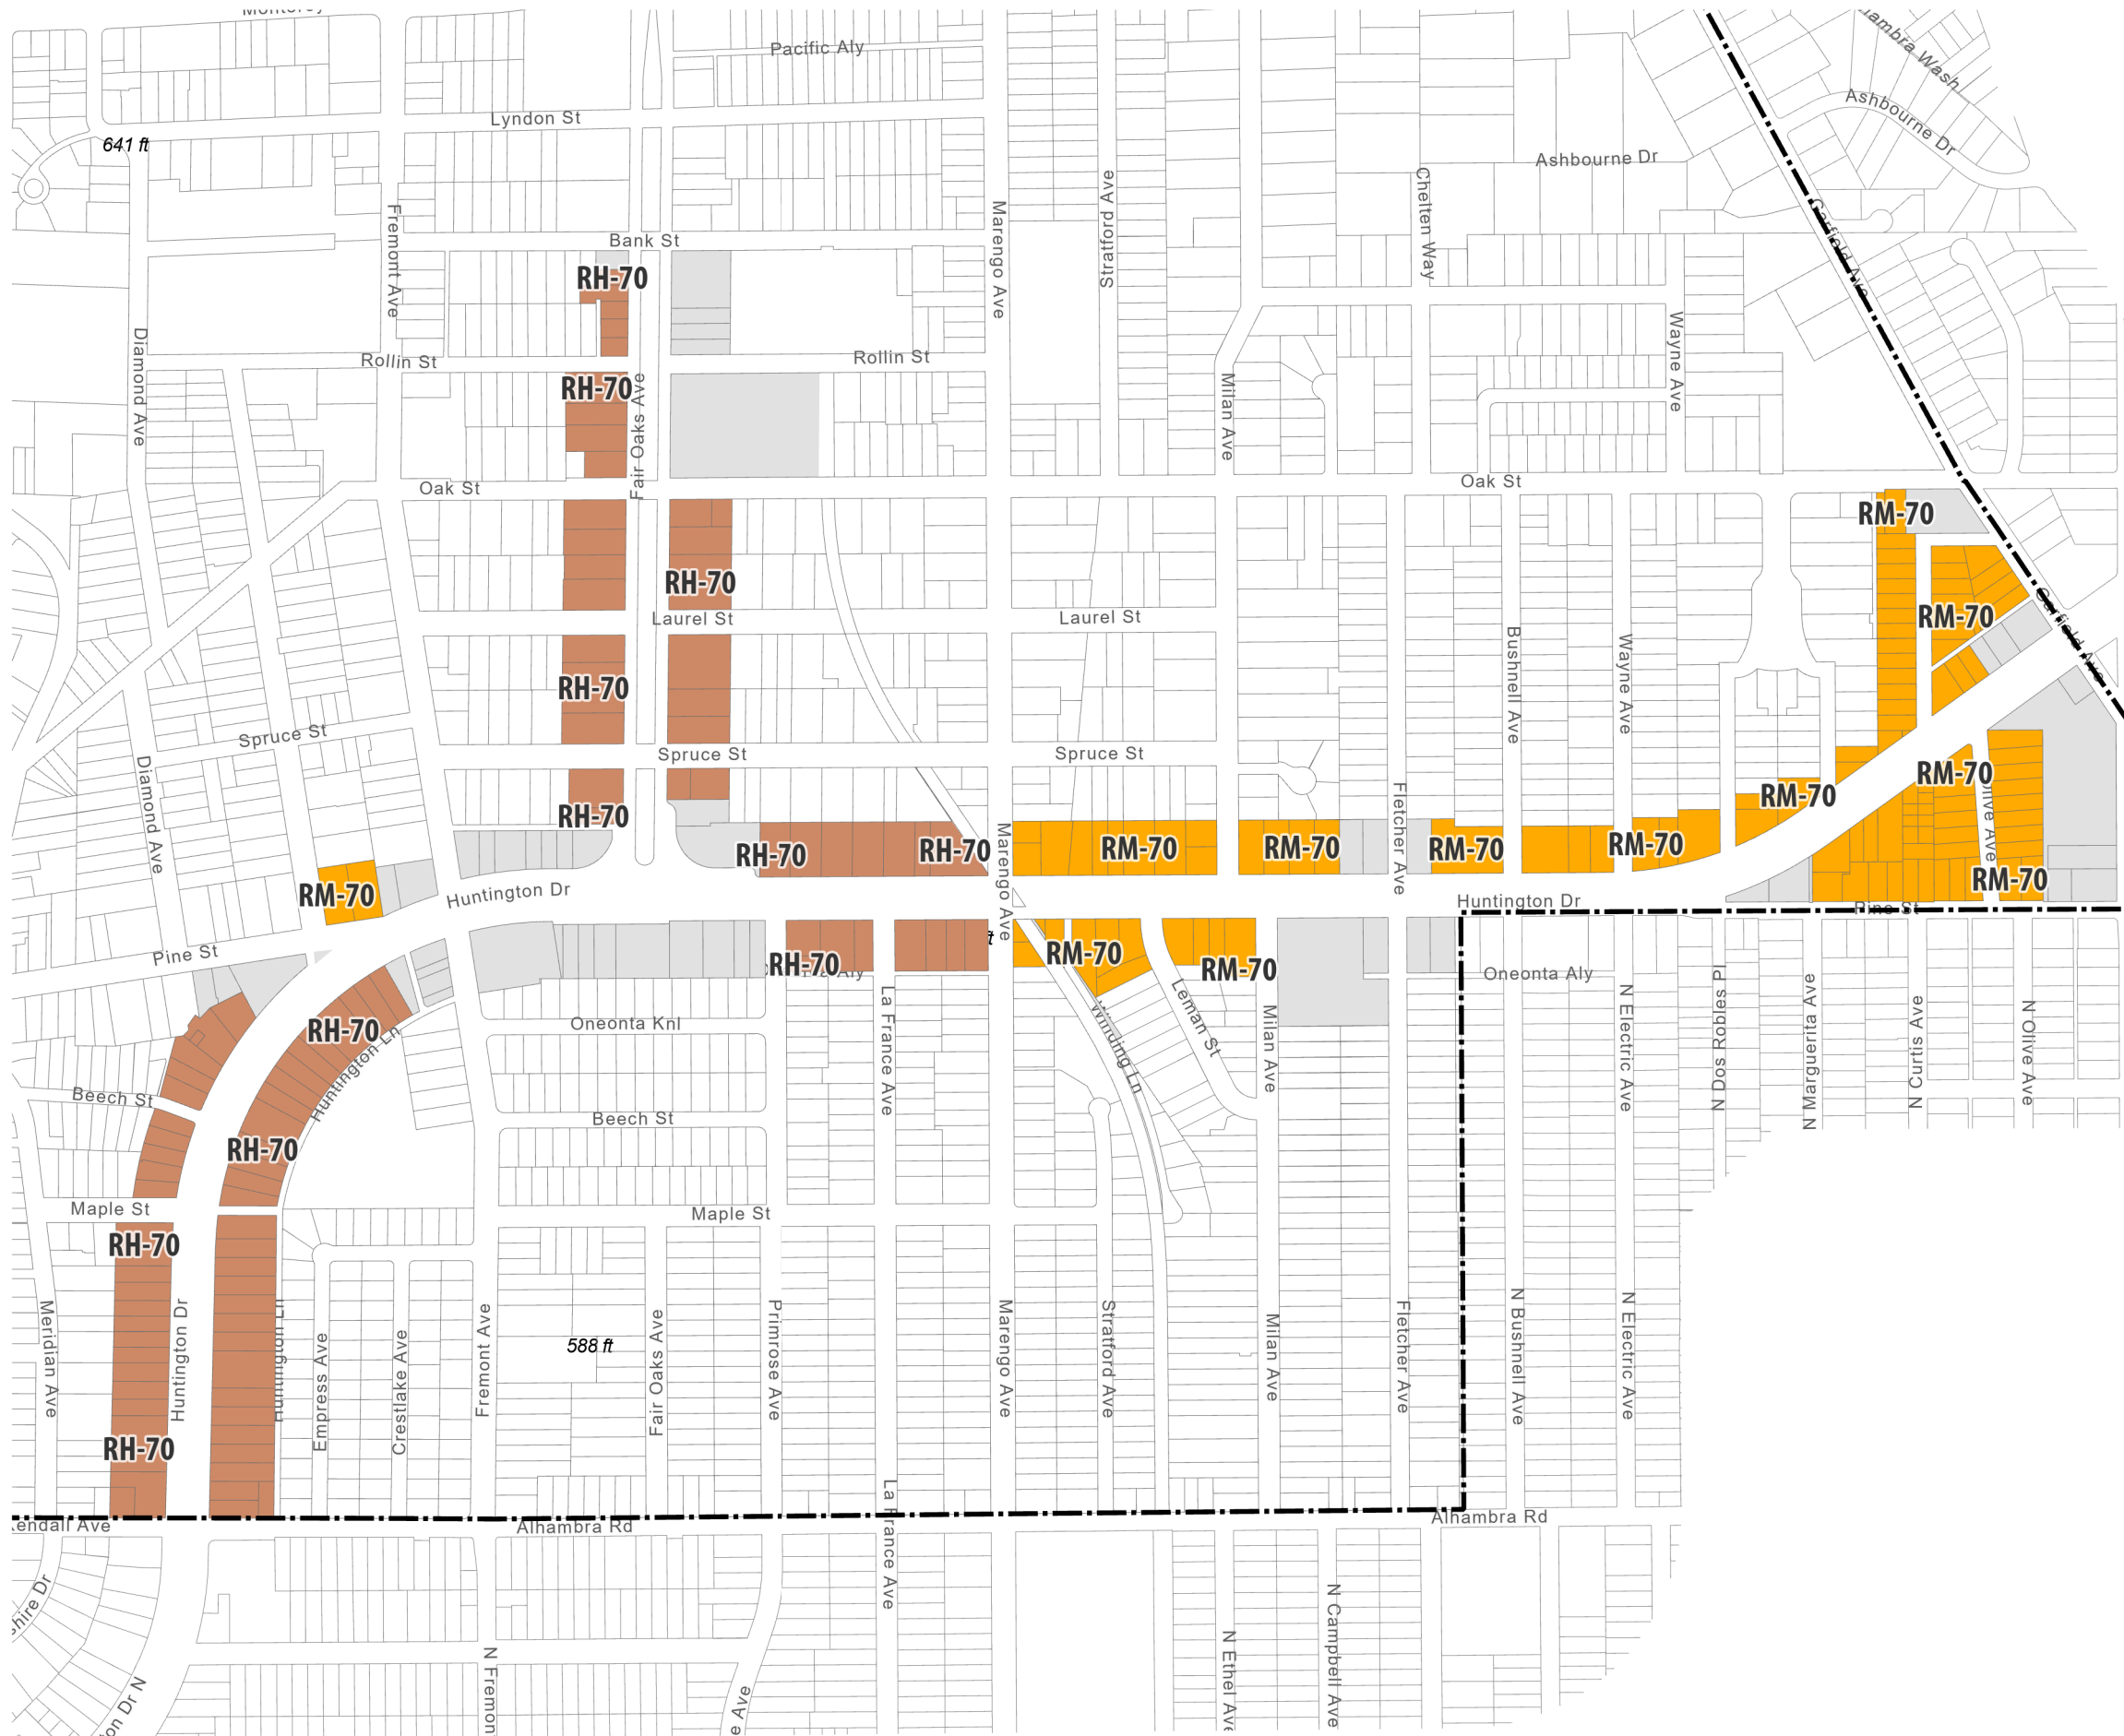 Pacific Aly
Lyndon St
Ashbourne Dr
641 ft
Ashbourne Dr
Fremont Ave
Marengo Ave
Stratford Ave
Chelten Way
Garfield Ave
Bank St
RH-70
Diamond Ave
Rollin St
Rollin St
Wayne Ave
RH-70
Fair Oaks Ave
Milan Ave
Oak St
Oak St
RM-70
RH-70
Laurel St
Laurel St
RM-70
Garfield Ave
Bushnell Ave
Wayne Ave
RH-70
Spruce St
Spruce St
Spruce St
Diamond Ave
Fletcher Ave
RM-70
RM-70
Olive Ave
RH-70
RH-70
RH-70
Marengo Ave
RM-70
RM-70
RM-70
RM-70
RM-70
RM-70
Huntington Dr
Huntington Dr
Pine St
Pine St
RH-70
Aly
RM-70
RM-70
Oneonta Aly
La France Ave
Winding Ln
Leman St
Milan Ave
N Electric Ave
N Dos Robles Pl
N Marguerita Ave
N Curtis Ave
N Olive Ave
RH-70
Oneonta Knl
Huntington Ln
Beech St
Beech St
RH-70
Maple St
Maple St
RH-70
Meridian Ave
Huntington Dr
Huntington Ln
Empress Ave
Crestlake Ave
Fremont Ave
588 ft
Fair Oaks Ave
Primrose Ave
Marengo Ave
Stratford Ave
Milan Ave
Fletcher Ave
N Bushnell Ave
N Electric Ave
RH-70
La France Ave
Alhambra Rd
Alhambra Rd
N Ethel Ave
N Campbell Ave